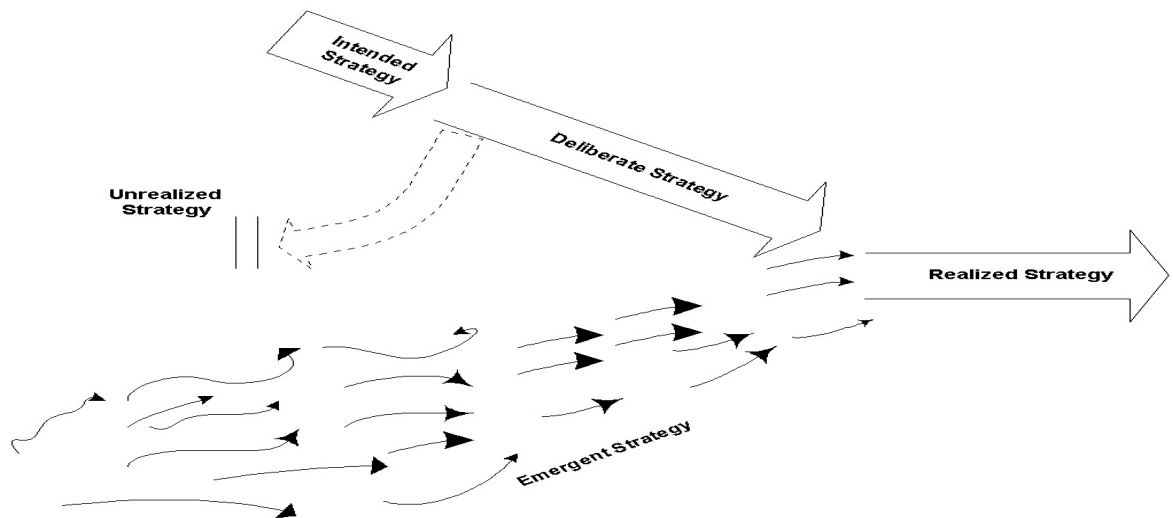 Intended
Strategy
Deliberate Strategy
Unrealized
Strategy
Realized Strategy
Emergent Strategy